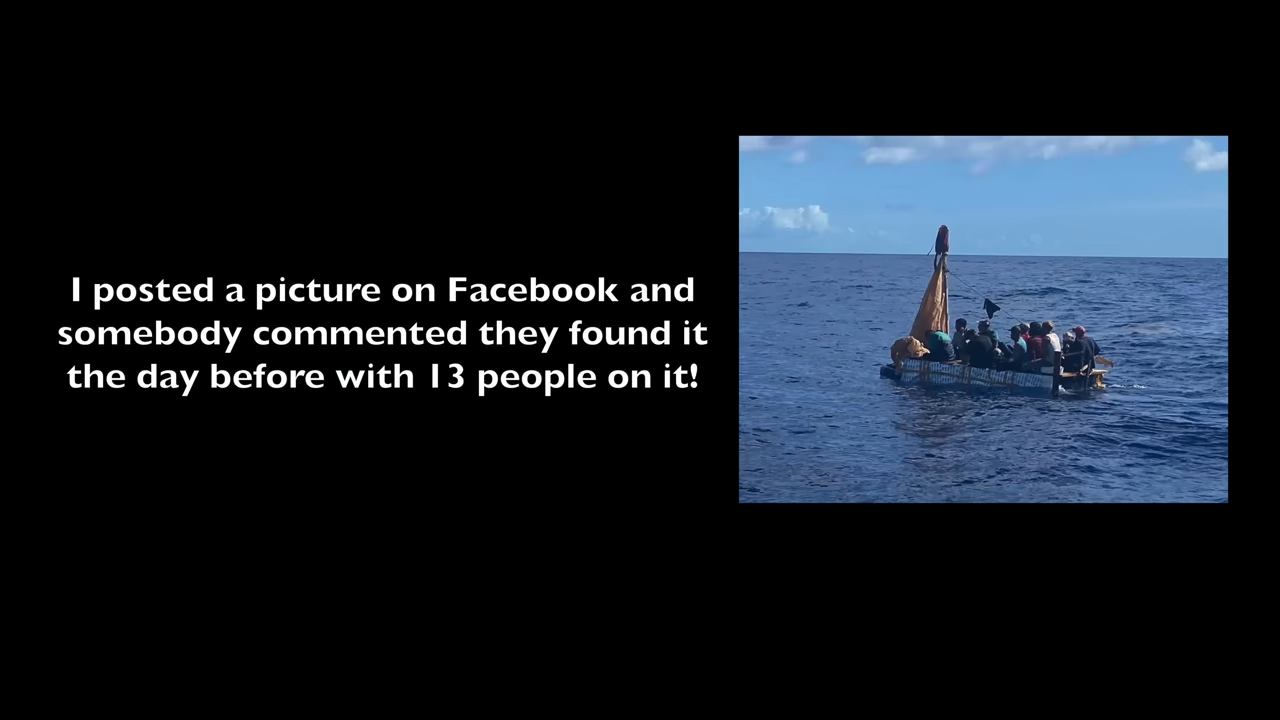 I posted a picture on Facebook and
somebody commented they found it
the day before with 13 people on it!